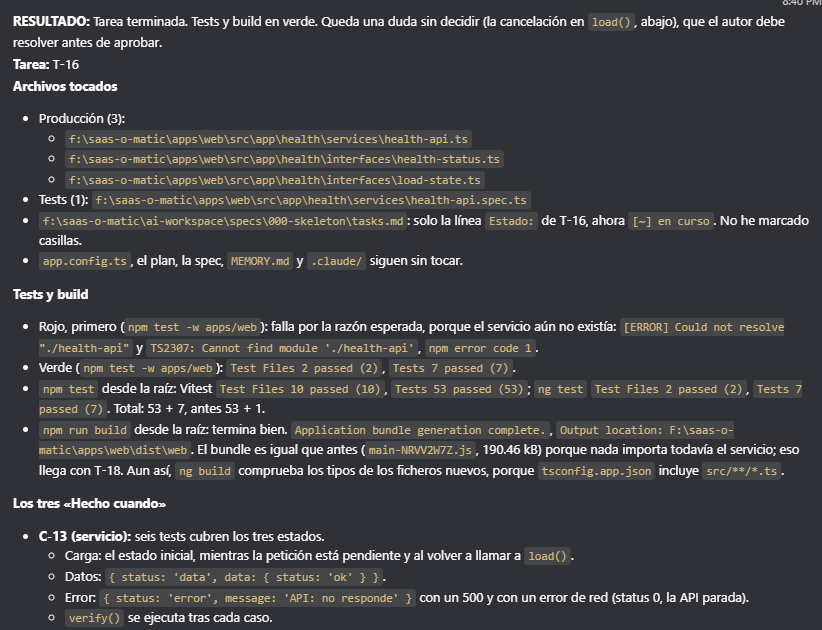 8:40 PM
RESULTADO: Tarea terminada. Tests y build en verde. Queda una duda sin decidir (la cancelación en load(), abajo), que el autor debe
resolver antes de aprobar.
Tarea: T-16
Archivos tocados
• Producción (3):
◦ f:\saas-o-matic\apps\web\src\app\health\services\health-api.ts
◦ f:\saas-o-matic\apps\web\src\app\health\interfaces\health-status.ts
◦ f:\saas-o-matic\apps\web\src\app\health\interfaces\load-state.ts
• Tests (1): f:\saas-o-matic\apps\web\src\app\health\services\health-api.spec.ts
• f:\saas-o-matic\ai-workspace\specs\000-skeleton\tasks.md: solo la línea Estado: de T-16, ahora [~] en curso. No he marcado
casillas.
• app.config.ts, el plan, la spec, MEMORY.md y .claude/ siguen sin tocar.
Tests y build
• Rojo, primero (npm test -w apps/web): falla por la razón esperada, porque el servicio aún no existía: [ERROR] Could not resolve
"./health-api" y TS2307: Cannot find module './health-api', npm error code 1.
• Verde (npm test -w apps/web): Test Files 2 passed (2), Tests 7 passed (7).
• npm test desde la raíz: Vitest Test Files 10 passed (10), Tests 53 passed (53); ng test Test Files 2 passed (2), Tests 7
passed (7). Total: 53 + 7, antes 53 + 1.
• npm run build desde la raíz: termina bien. Application bundle generation complete., Output location: F:\saas-o-
matic\apps\web\dist\web. El bundle es igual que antes (main-NRVV2W7Z.js, 190.46 kB) porque nada importa todavía el servicio; eso
llega con T-18. Aun así, ng build comprueba los tipos de los ficheros nuevos, porque tsconfig.app.json incluye src/**/*.ts.
Los tres «Hecho cuando»
• C-13 (servicio): seis tests cubren los tres estados.
◦ Carga: el estado inicial, mientras la petición está pendiente y al volver a llamar a load().
◦ Datos: { status: 'data', data: { status: 'ok' } }.
◦ Error: { status: 'error', message: 'API: no responde' } con un 500 y con un error de red (status 0, la API parada).
◦ verify() se ejecuta tras cada caso.